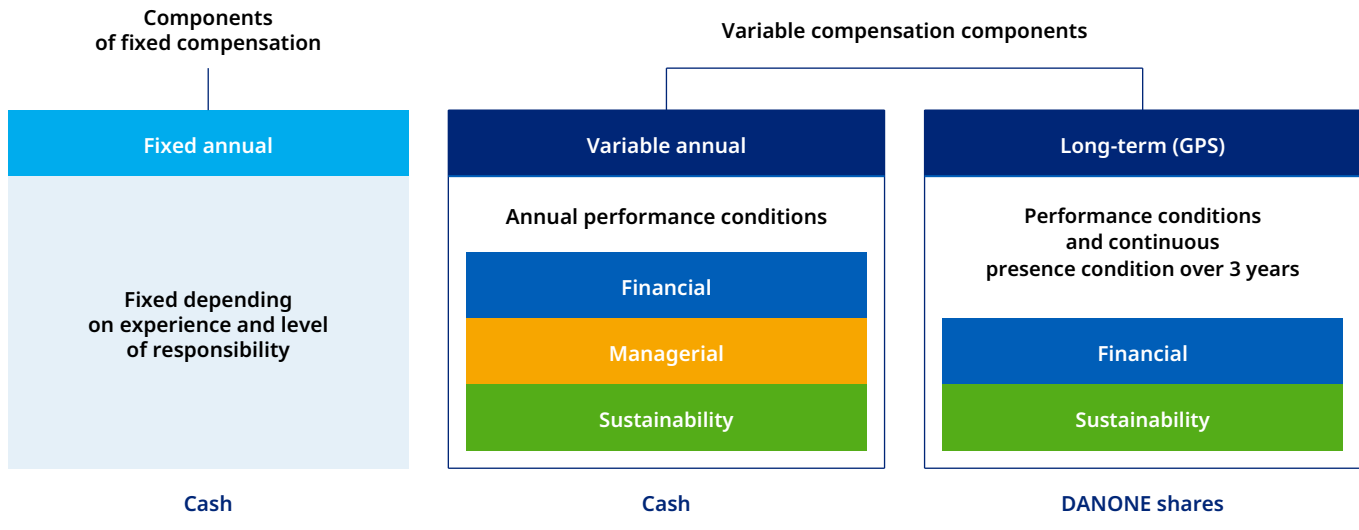 Components
of fixed compensation
Variable compensation components
Fixed annual
Fixed depending
on experience and level
of responsibility
Cash
Variable annual
Annual performance conditions
Financial
Managerial
Sustainability
Cash
Long-term (GPS)
Performance conditions
and continuous
presence condition over 3 years
Financial
Sustainability
DANONE shares